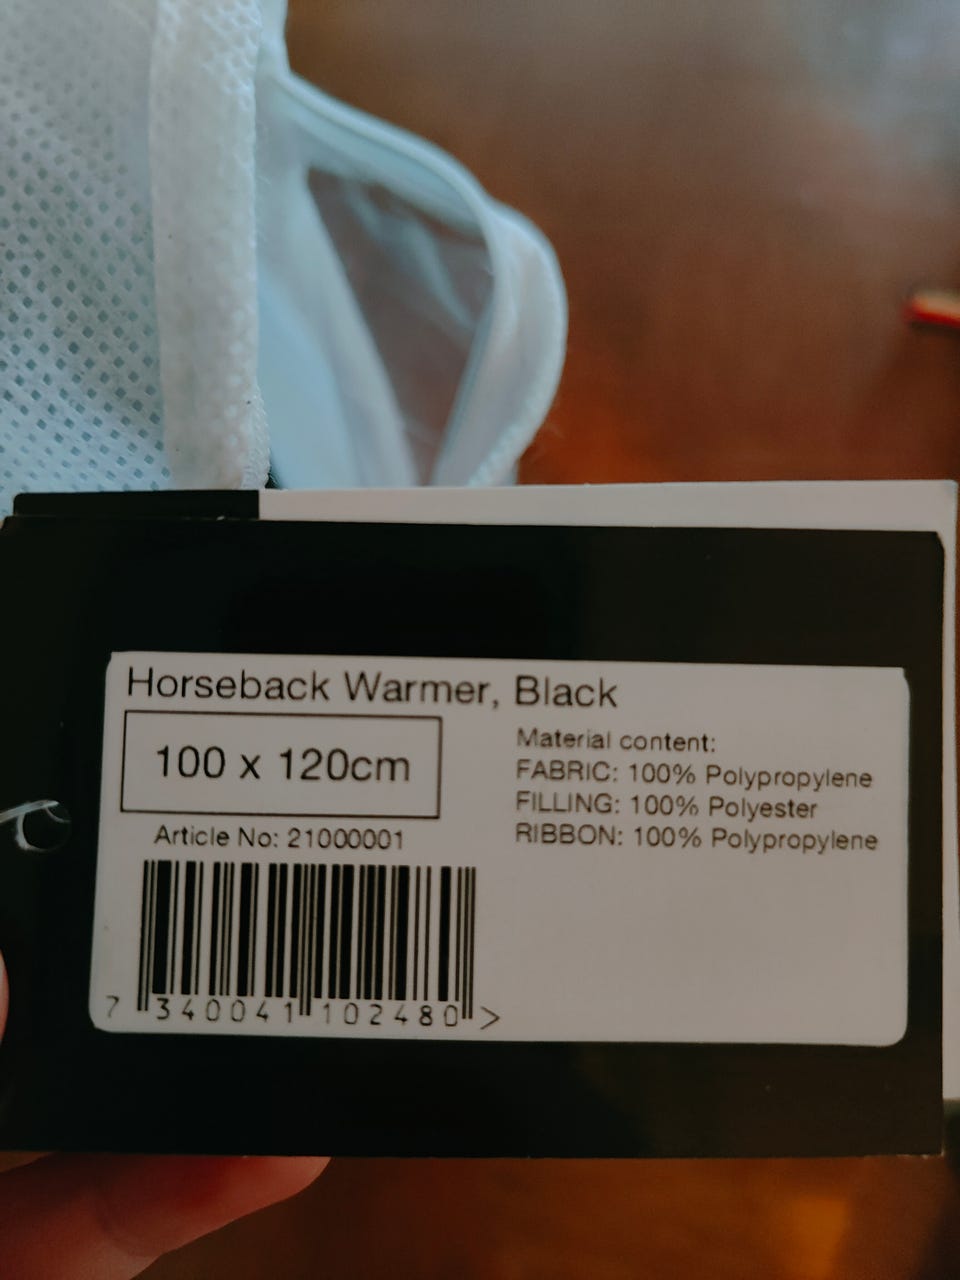 Horseback Warmer, Black
100 x 120cm
Article No: 21000001
Material content:
FABRIC: 100% Polypropylene
FILLING: 100% Polyester
RIBBON: 100% Polypropylene
7 340041 102480 >